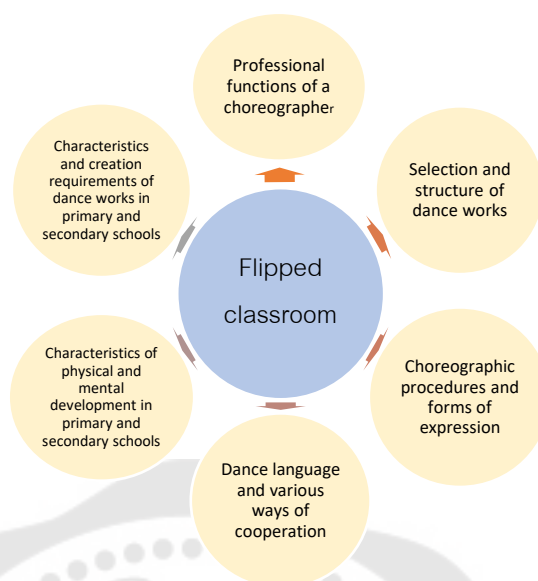 Professional
functions of a
choreographer
Selection and
structure of
dance works
Choreographic
procedures and
forms of
expression
Dance language
and various
ways of
cooperation
Characteristics of
physical and
mental
development in
primary and
secondary schools
Characteristics
and creation
requirements of
dance works in
primary and
secondary schools
Flipped
classroom